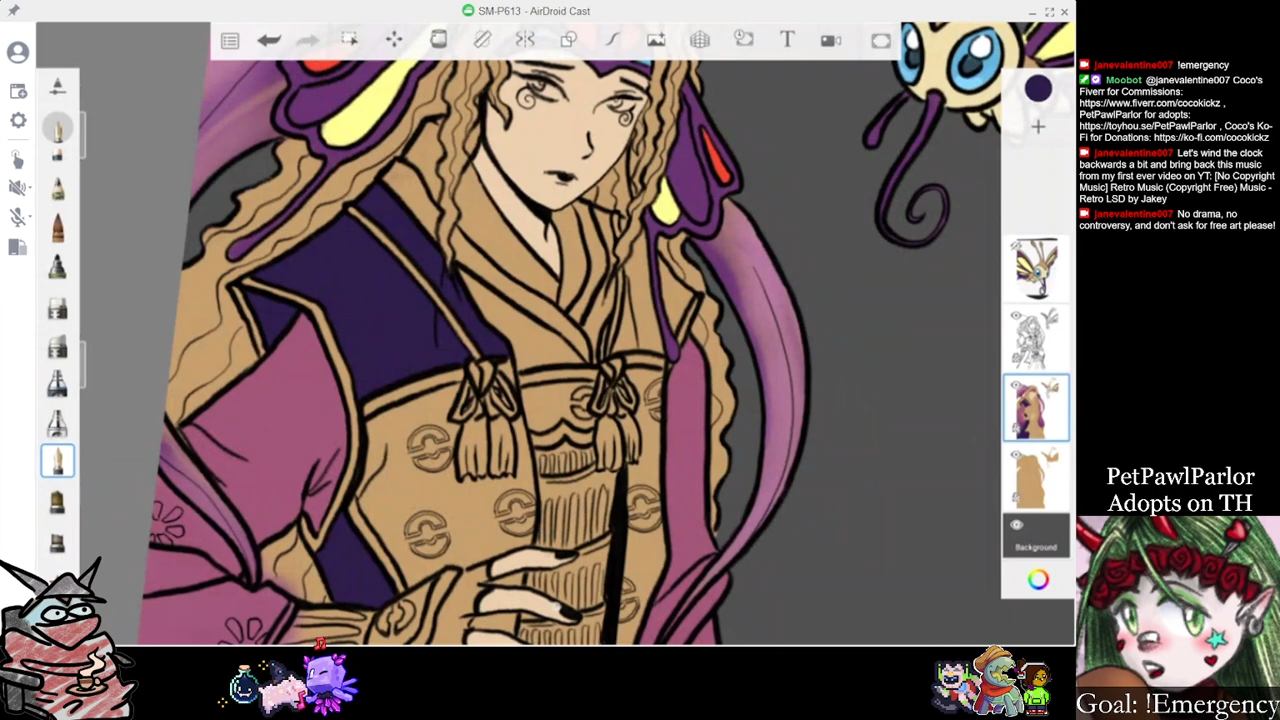 SM-P613 - AirDroid Cast
T
Background
janevalentine007 !emergency
Moobot @janevalentine007 Coco's
Fiverr for Commissions:
https://www.fiverr.com/cocokickz ,
PetPawlParlor for adopts:
https://toyhou.se/PetPawlParlor , Coco's Ko-
Fi for Donations: https://ko-fi.com/cocokickz
janevalentine007 Let's wind the clock
backwards a bit and bring back this music
from my first ever video on YT: [No Copyright
Music] Retro Music (Copyright Free) Music -
Retro LSD by Jakey
janevalentine007 No drama, no
controversy, and don't ask for free art please!
PetPawlParlor
Adopts on TH
Goal: !Emergency